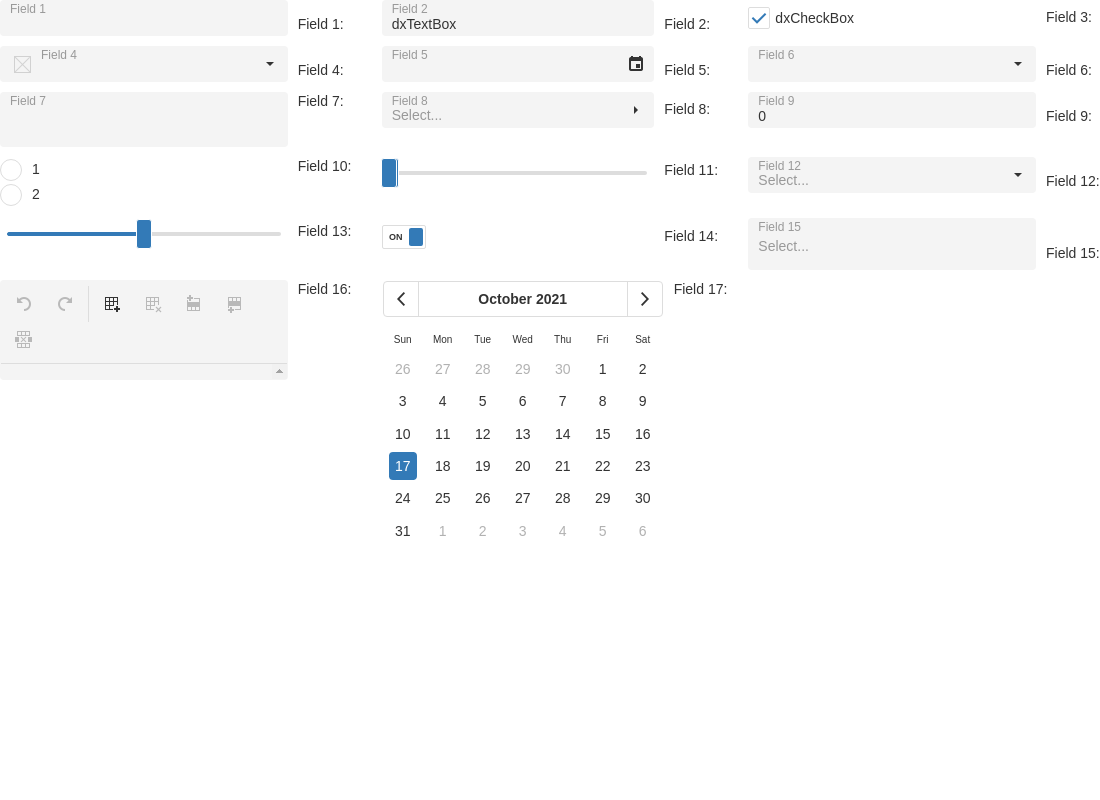 Field 1
Field 1:
Field 2
dxTextBox
Field 2:
dxCheckBox
Field 3:
Field 4
Field 4:
Field 5
Field 5:
Field 6
Field 6:
Field 7
Field 7:
Field 8
Select...
Field 8:
Field 9
0
Field 9:
1
2
Field 10:
Field 11:
Field 12
Select...
Field 12:
Field 13:
ON
Field 14:
Field 15
Select...
Field 15:
Field 16:
October 2021
Field 17:
Sun Mon Tue Wed Thu Fri Sat
26 27 28 29 30 1 2
3 4 5 6 7 8 9
10 11 12 13 14 15 16
17 18 19 20 21 22 23
24 25 26 27 28 29 30
31 1 2 3 4 5 6